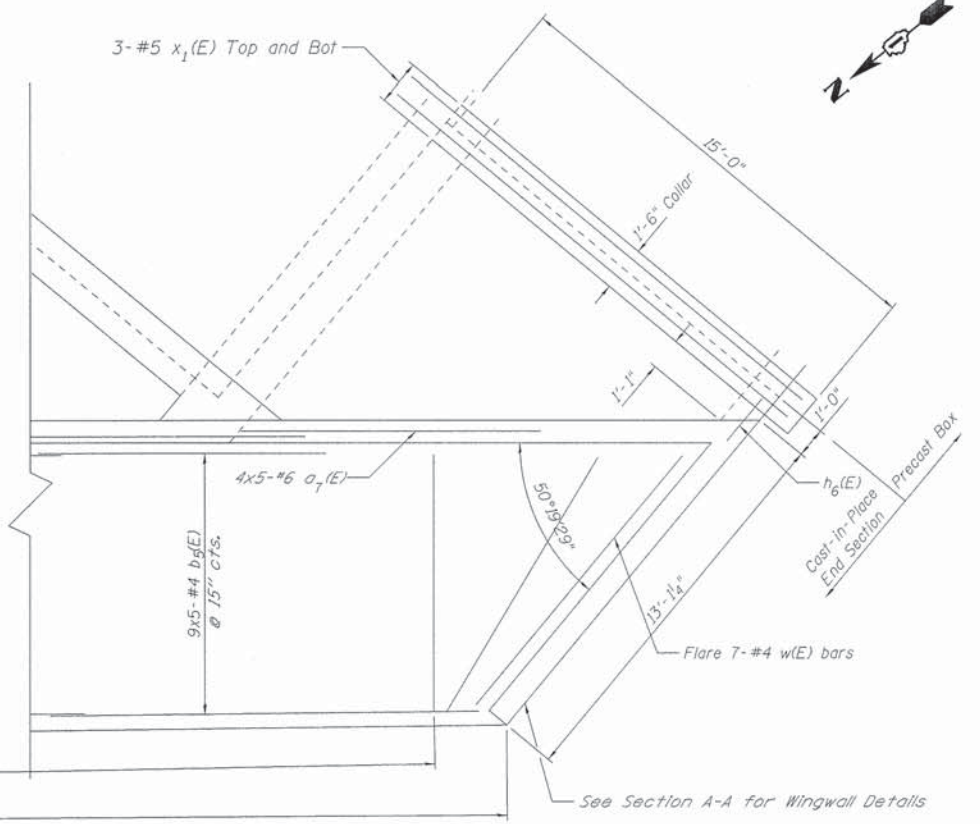 3-#5 x1(E) Top and Bot
N
15'-0"
1'-6" Collar
1'-1"
1'-0"
4x5-#6 a7(E)
50°19'29"
h6(E)
Precast Box
Cast-in-Place
End Section
9x5-#4 b5(E)
@ 15" cts.
13'-1¼"
Flare 7-#4 w(E) bars
See Section A-A for Wingwall Details